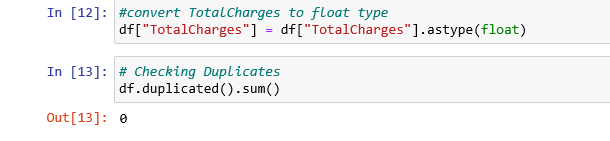 In [12]: #convert TotalCharges to float type
df["TotalCharges"] = df["TotalCharges"].astype(float)
In [13]: # Checking Duplicates
df.duplicated().sum()
Out[13]: 0